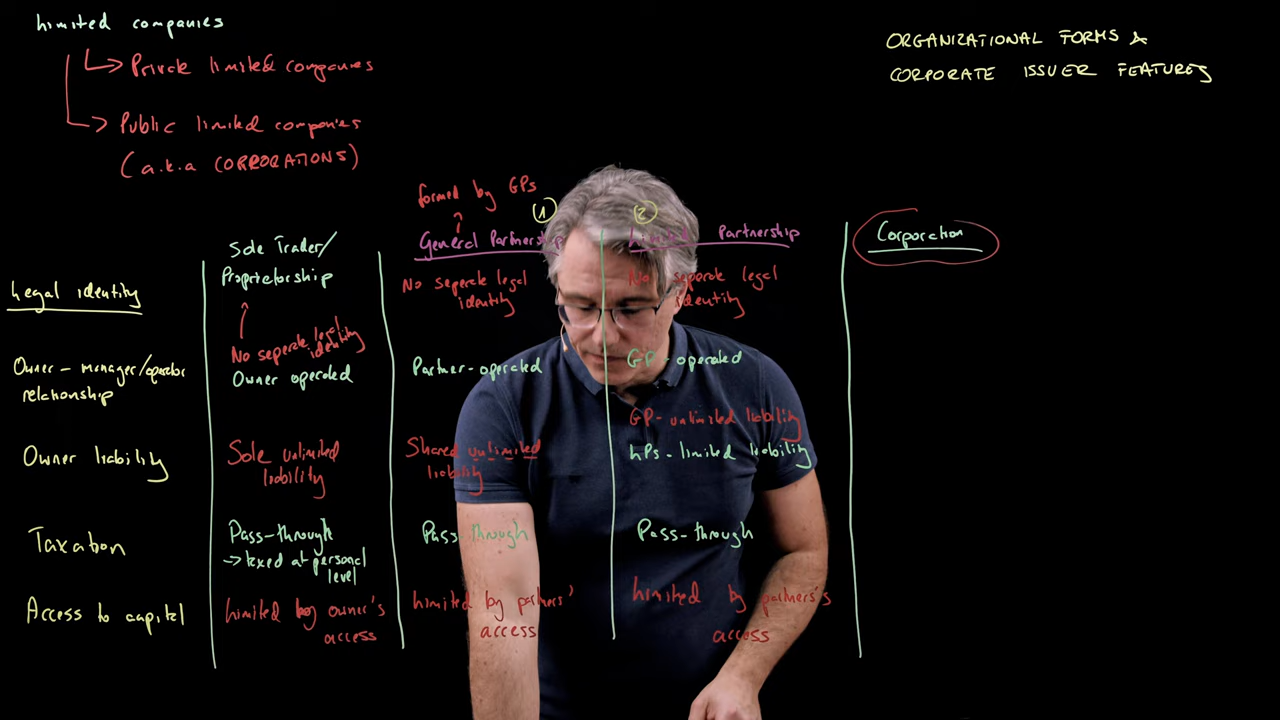 Limited companies
Private limited companies
Public limited companies
(a.k.a CORPORATIONS)
ORGANIZATIONAL FORMS &
CORPORATE ISSUER FEATURES
Legal identity
Owner-manager/operator
relationship
Owner liability
Taxation
Access to capital
Sole Trader/
Proprietorship
No seperate legal
identity
Owner operated
Sole unlimited
liability
Pass-through
→ taxed at personal
level
Limited by owner's
access
formed by GPs
1
General
No seperate legal
identity
Partner-operated
Shared unlimited
liability
Pass-through
Limited by partners'
access
2
Limited Partnership
No seperate legal
identity
GP-operated
GP-unlimited liability
LPs-limited liability
Pass-through
Limited by partners's
access
Corporation